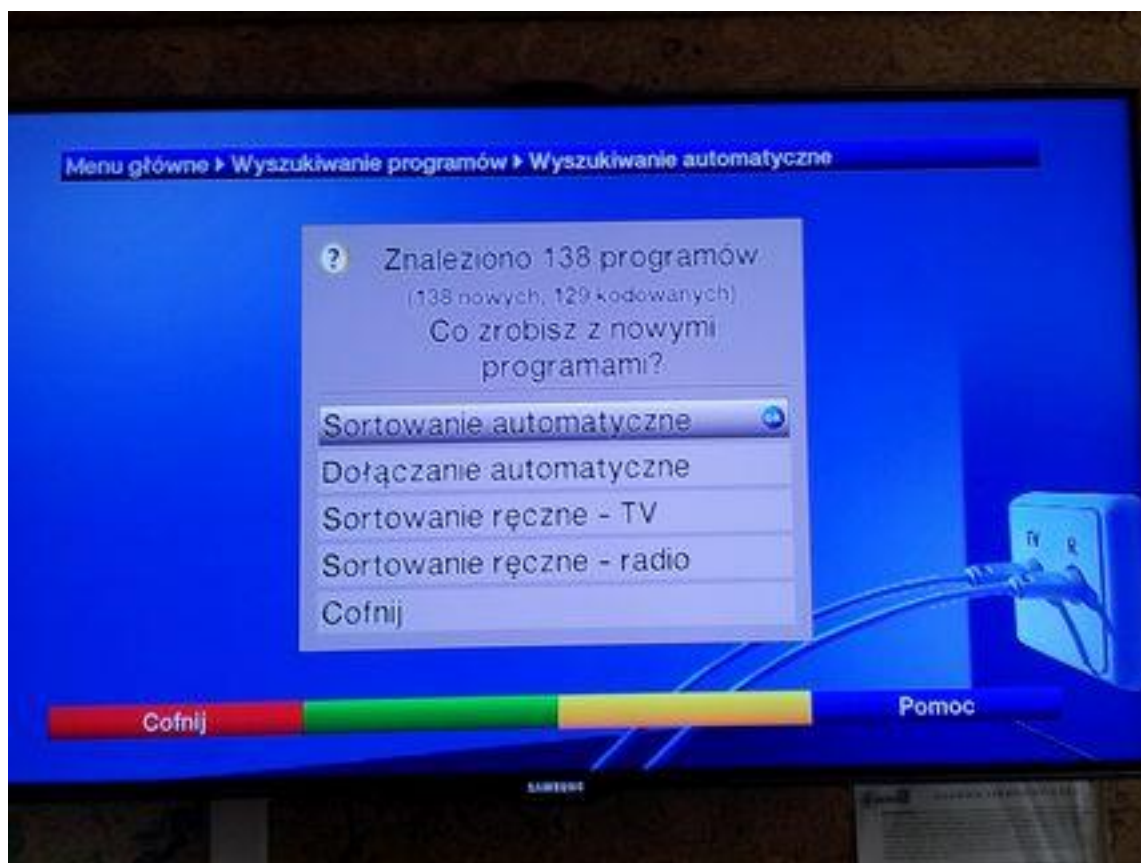 Menu główne ▸ Wyszukiwanie programów ▸ Wyszukiwanie automatyczne
Znaleziono 138 programów
(138 nowych, 129 kodowanych)
Co zrobisz z nowymi
programami?
Sortowanie automatyczne
Dołączanie automatyczne
Sortowanie ręczne - TV
Sortowanie ręczne - radio
Cofnij
TV R
Cofnij
Pomoc
SAMSUNG